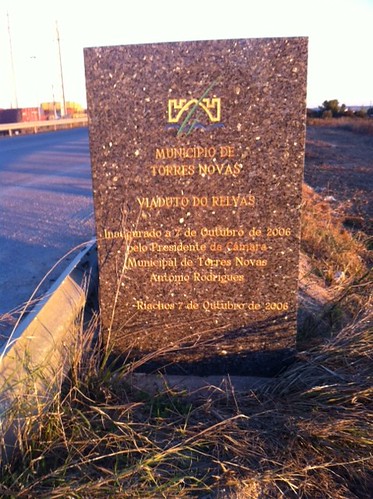 MUNICÍPIO DE
TORRES NOVAS
VIADUTO DO RELVAS
Inaugurado a 7 de Outubro de 2006
pelo Presidente da Câmara
Municipal de Torres Novas
António Rodrigues
Riachos 7 de Outubro de 2006